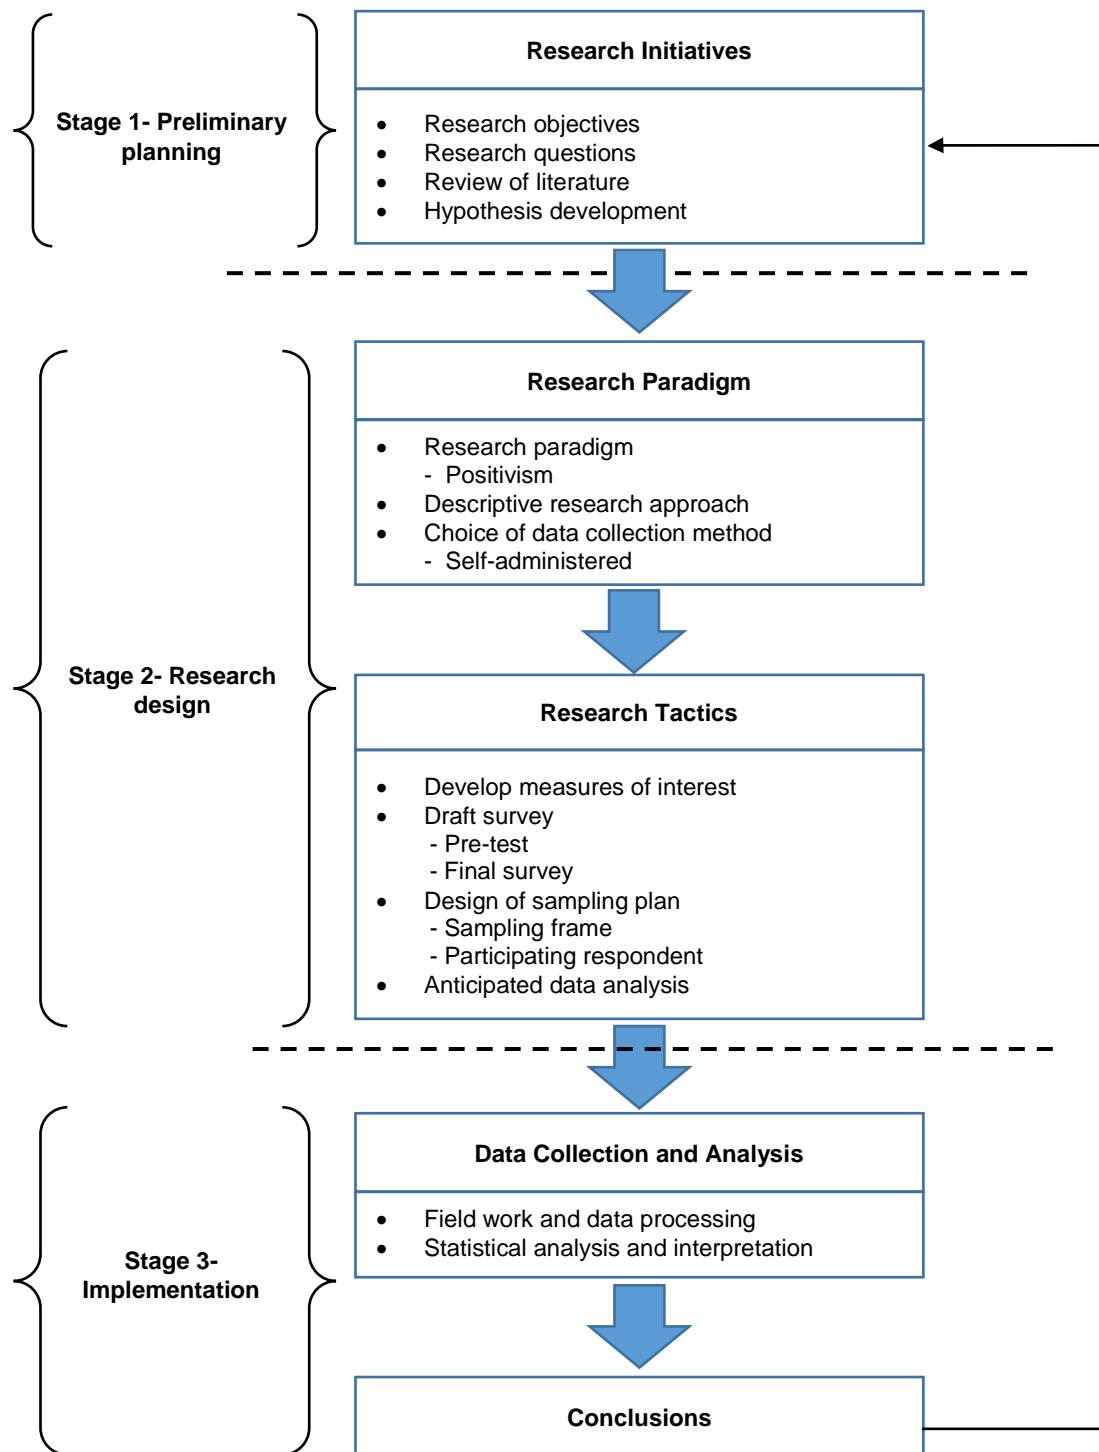 Research Initiatives
Stage 1- Preliminary
planning
• Research objectives
• Research questions
• Review of literature
• Hypothesis development
Research Paradigm
• Research paradigm
- Positivism
• Descriptive research approach
• Choice of data collection method
- Self-administered
Stage 2- Research
design
Research Tactics
• Develop measures of interest
• Draft survey
- Pre-test
- Final survey
• Design of sampling plan
- Sampling frame
- Participating respondent
• Anticipated data analysis
Data Collection and Analysis
• Field work and data processing
• Statistical analysis and interpretation
Stage 3-
Implementation
Conclusions